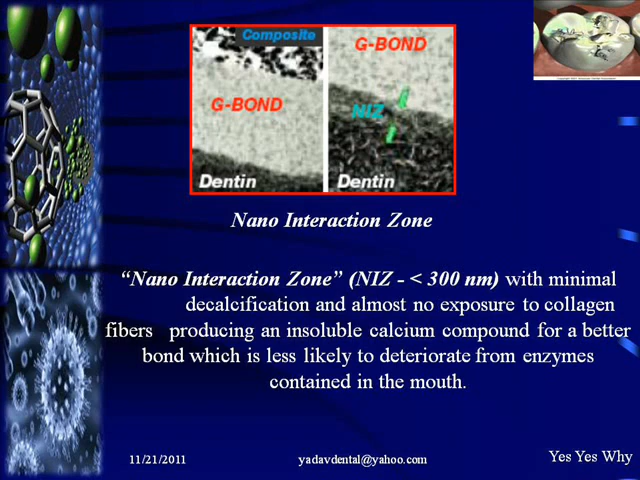 Composite
G-BOND
G-BOND
NIZ
Dentin
Dentin
Nano Interaction Zone
“Nano Interaction Zone” (NIZ - < 300 nm) with minimal
decalcification and almost no exposure to collagen
fibers producing an insoluble calcium compound for a better
bond which is less likely to deteriorate from enzymes
contained in the mouth.
11/21/2011
yadavdental@yahoo.com
Yes Yes Why